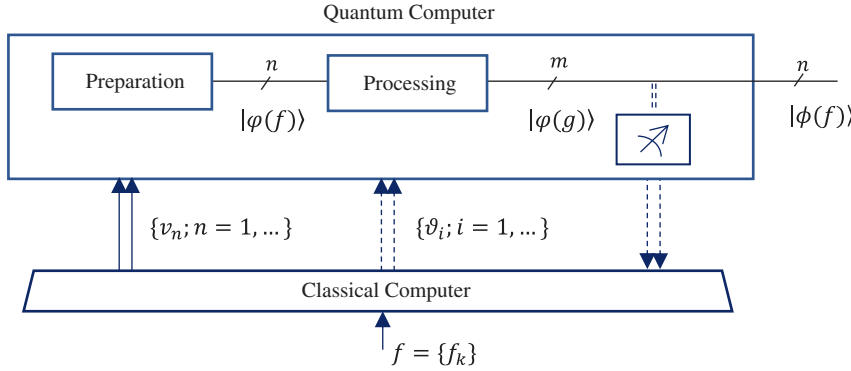 Quantum Computer
Preparation
n
|φ(f)⟩
Processing
m
|φ(g)⟩
n
|ϕ(f)⟩
{v_n; n = 1, ...}
{ϑ_i; i = 1, ...}
Classical Computer
f = {f_k}